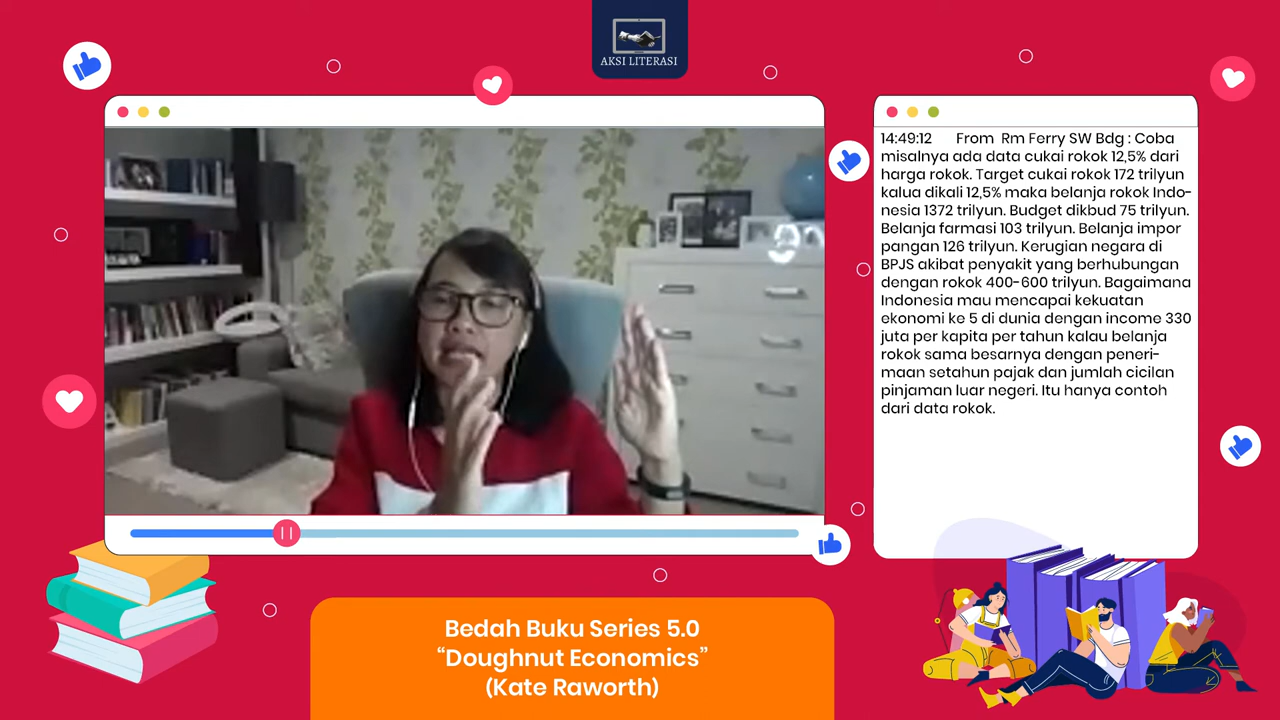 AKSI LITERASI
14:49:12 From Rm Ferry SW Bdg : Coba
misalnya ada data cukai rokok 12,5% dari
harga rokok. Target cukai rokok 172 trilyun
kalua dikali 12,5% maka belanja rokok Indo-
nesia 1372 trilyun. Budget dikbud 75 trilyun.
Belanja farmasi 103 trilyun. Belanja impor
pangan 126 trilyun. Kerugian negara di
BPJS akibat penyakit yang berhubungan
dengan rokok 400-600 trilyun. Bagaimana
Indonesia mau mencapai kekuatan
ekonomi ke 5 di dunia dengan income 330
juta per kapita per tahun kalau belanja
rokok sama besarnya dengan peneri-
maan setahun pajak dan jumlah cicilan
pinjaman luar negeri. Itu hanya contoh
dari data rokok.
Bedah Buku Series 5.0
“Doughnut Economics”
(Kate Raworth)